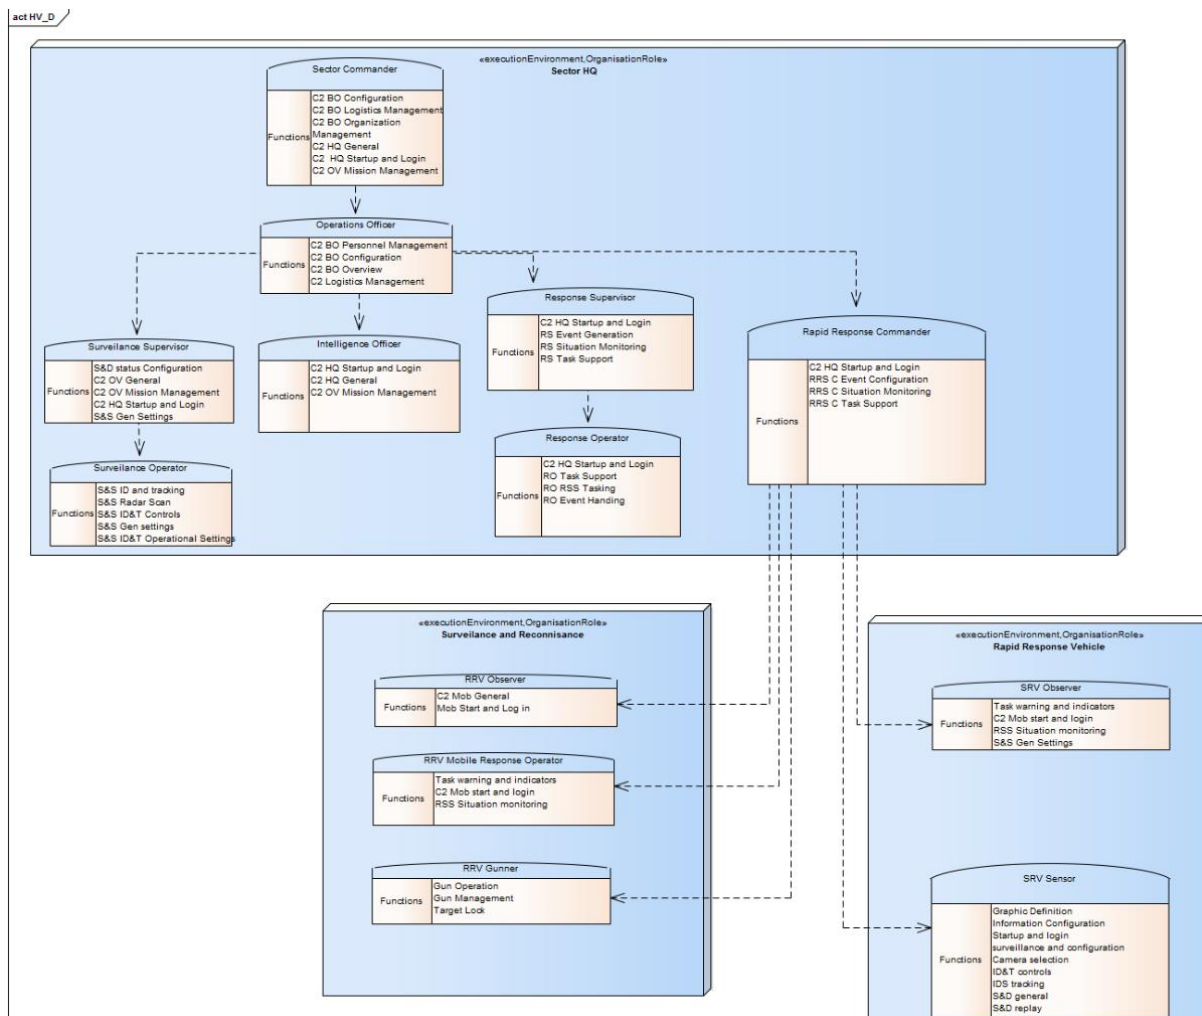 act HV_D
«executionEnvironment,OrganisationRole»
Sector HQ
Sector Commander
Functions
C2 BO Configuration
C2 BO Logistics Management
C2 BO Organization
Management
C2 HQ General
C2 HQ Startup and Login
C2 OV Mission Management
Operations Officer
Functions
C2 BO Personnel Management
C2 BO Configuration
C2 BO Overview
C2 Logistics Management
Surveilance Supervisor
Functions
S&D status Configuration
C2 OV General
C2 OV Mission Management
C2 HQ Startup and Login
S&S Gen Settings
Intelligence Officer
Functions
C2 HQ Startup and Login
C2 HQ General
C2 OV Mission Management
Response Supervisor
Functions
C2 HQ Startup and Login
RS Event Generation
RS Situation Monitoring
RS Task Support
Rapid Response Commander
Functions
C2 HQ Startup and Login
RRS C Event Configuration
RRS C Situation Monitoring
RRS C Task Support
Surveilance Operator
Functions
S&S ID and tracking
S&S Radar Scan
S&S ID&T Controls
S&S Gen settings
S&S ID&T Operational Settings
Response Operator
Functions
C2 HQ Startup and Login
RO Task Support
RO RSS Tasking
RO Event Handing
«executionEnvironment,OrganisationRole»
Surveilance and Reconnisance
RRV Observer
Functions
C2 Mob General
Mob Start and Log in
RRV Mobile Response Operator
Functions
Task warning and indicators
C2 Mob start and login
RSS Situation monitoring
RRV Gunner
Functions
Gun Operation
Gun Management
Target Lock
«executionEnvironment,OrganisationRole»
Rapid Response Vehicle
SRV Observer
Functions
Task warning and indicators
C2 Mob start and login
RSS Situation monitoring
S&S Gen Settings
SRV Sensor
Functions
Graphic Definition
Information Configuration
Startup and login
surveillance and configuration
Camera selection
ID&T controls
IDS tracking
S&D general
S&D replay